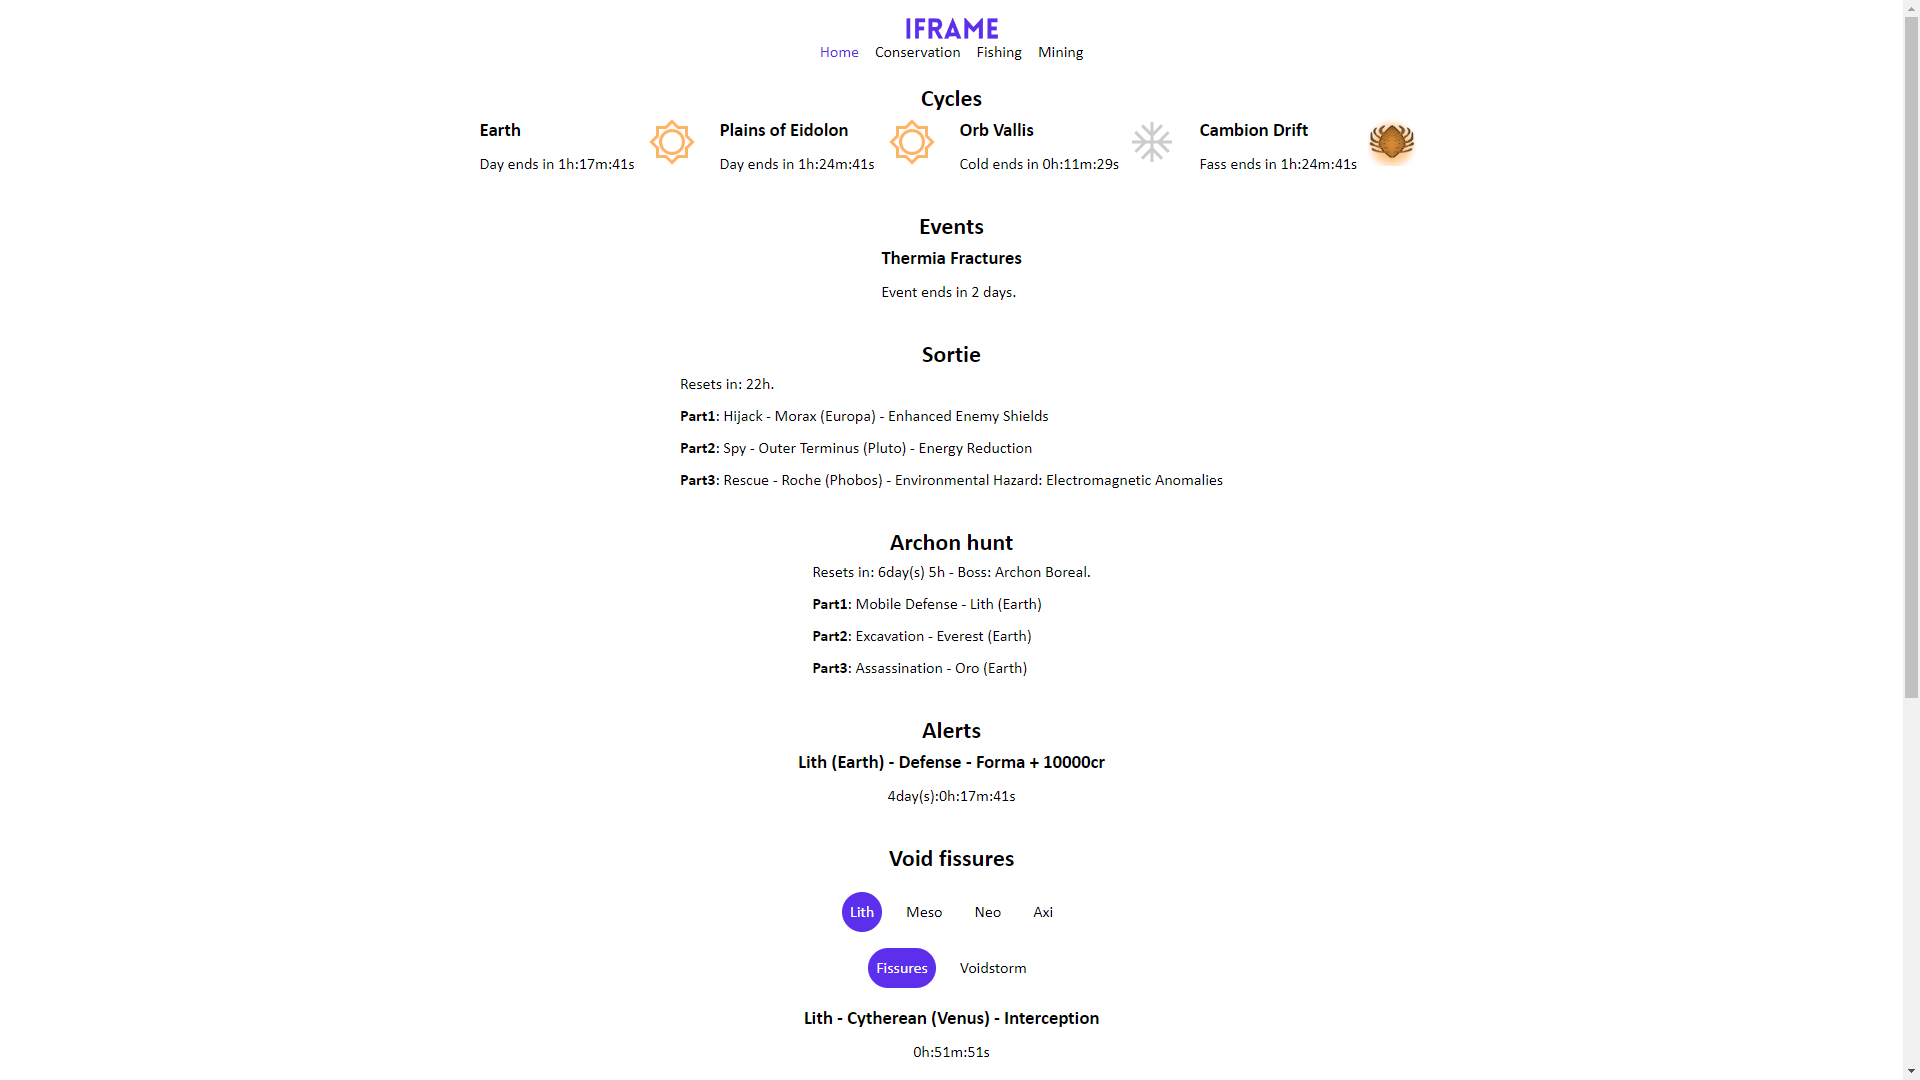 IFRAME
Home Conservation Fishing Mining
Cycles
Earth
Day ends in 1h:17m:41s
Plains of Eidolon
Day ends in 1h:24m:41s
Orb Vallis
Cold ends in 0h:11m:29s
Cambion Drift
Fass ends in 1h:24m:41s
Events
Thermia Fractures
Event ends in 2 days.
Sortie
Resets in: 22h.
Part1: Hijack - Morax (Europa) - Enhanced Enemy Shields
Part2: Spy - Outer Terminus (Pluto) - Energy Reduction
Part3: Rescue - Roche (Phobos) - Environmental Hazard: Electromagnetic Anomalies
Archon hunt
Resets in: 6day(s) 5h - Boss: Archon Boreal.
Part1: Mobile Defense - Lith (Earth)
Part2: Excavation - Everest (Earth)
Part3: Assassination - Oro (Earth)
Alerts
Lith (Earth) - Defense - Forma + 10000cr
4day(s):0h:17m:41s
Void fissures
Lith Meso Neo Axi
Fissures Voidstorm
Lith - Cytherean (Venus) - Interception
0h:51m:51s